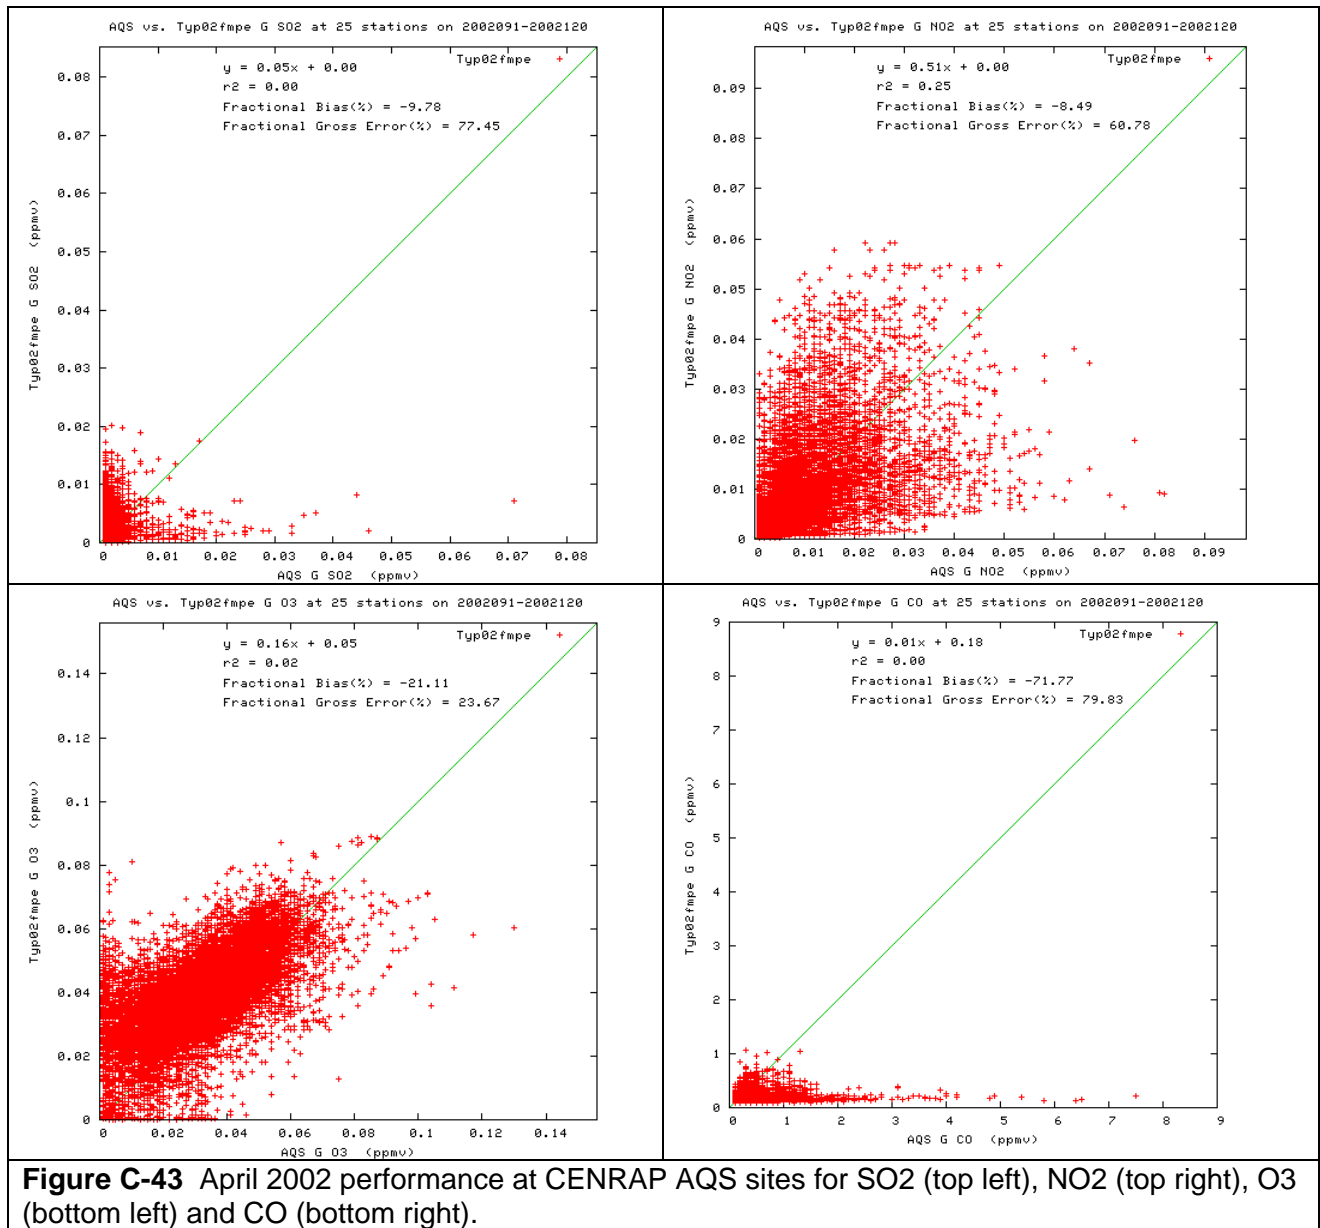 AQS vs. Typ02fmpe G SO2 at 25 stations on 2002091-2002120
Typ02fmpe
y = 0.05x + 0.00
r2 = 0.00
Fractional Bias(%) = -9.78
Fractional Gross Error(%) = 77.45
Typ02fmpe G SO2 (ppmv)
0.08
0.07
0.06
0.05
0.04
0.03
0.02
0.01
0
0 0.01 0.02 0.03 0.04 0.05 0.06 0.07 0.08
AQS G SO2 (ppmv)
AQS vs. Typ02fmpe G NO2 at 25 stations on 2002091-2002120
Typ02fmpe
y = 0.51x + 0.00
r2 = 0.25
Fractional Bias(%) = -8.49
Fractional Gross Error(%) = 60.78
Typ02fmpe G NO2 (ppmv)
0.09
0.08
0.07
0.06
0.05
0.04
0.03
0.02
0.01
0
0 0.01 0.02 0.03 0.04 0.05 0.06 0.07 0.08 0.09
AQS G NO2 (ppmv)
AQS vs. Typ02fmpe G O3 at 25 stations on 2002091-2002120
Typ02fmpe
y = 0.16x + 0.05
r2 = 0.02
Fractional Bias(%) = -21.11
Fractional Gross Error(%) = 23.67
Typ02fmpe G O3 (ppmv)
0.14
0.12
0.1
0.08
0.06
0.04
0.02
0
0 0.02 0.04 0.06 0.08 0.1 0.12 0.14
AQS G O3 (ppmv)
AQS vs. Typ02fmpe G CO at 25 stations on 2002091-2002120
Typ02fmpe
y = 0.01x + 0.18
r2 = 0.00
Fractional Bias(%) = -71.77
Fractional Gross Error(%) = 79.83
Typ02fmpe G CO (ppmv)
9
8
7
6
5
4
3
2
1
0
0 1 2 3 4 5 6 7 8 9
AQS G CO (ppmv)
Figure C-43 April 2002 performance at CENRAP AQS sites for SO2 (top left), NO2 (top right), O3
(bottom left) and CO (bottom right).